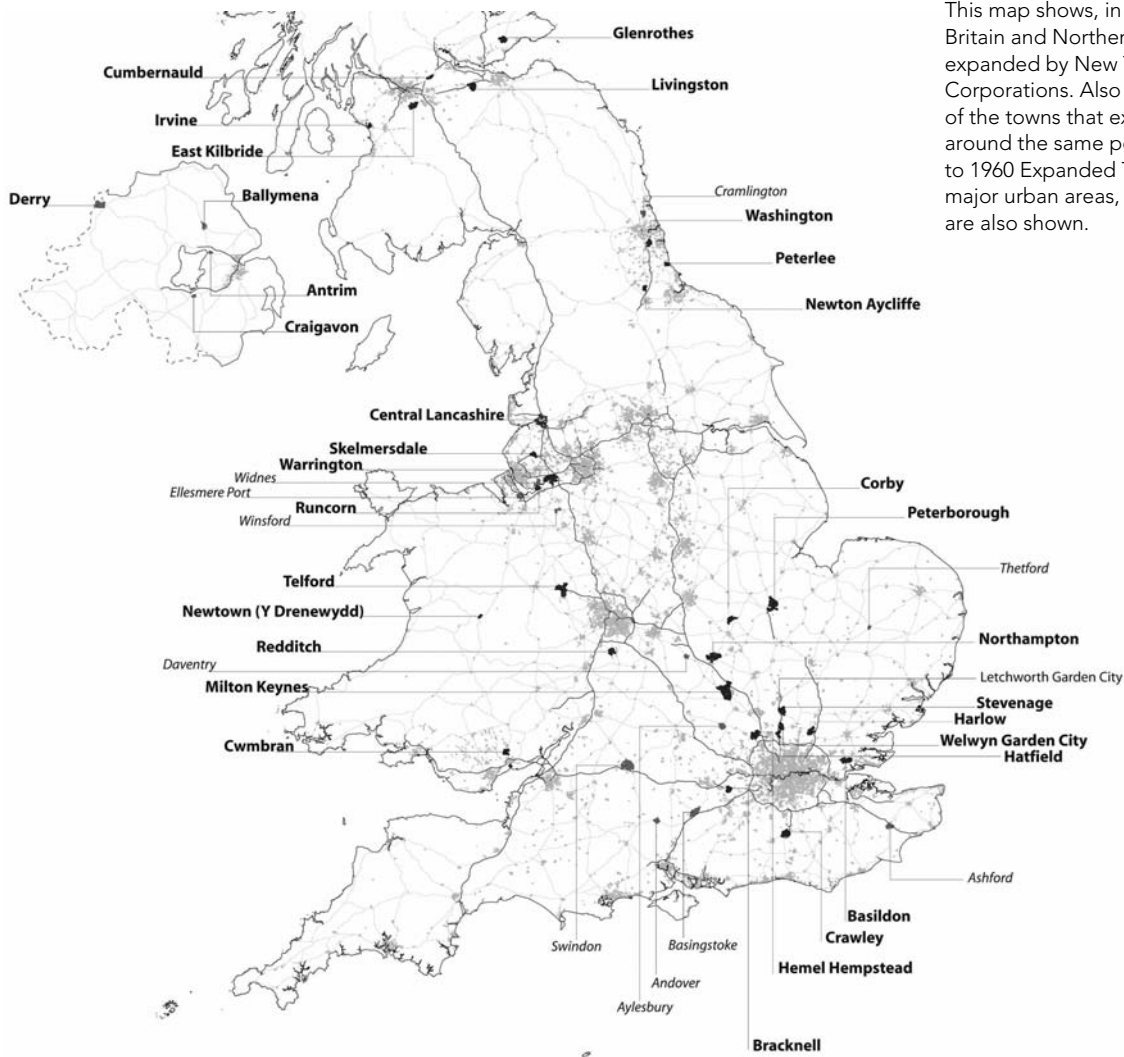 This map shows, in
Britain and Norther
expanded by New
Corporations. Also
of the towns that ex
around the same pe
to 1960 Expanded T
major urban areas,
are also shown.
Glenrothes
Cumbernauld
Livingston
Irvine
East Kilbride
Derry
Ballymena
Cramlington
Washington
Peterlee
Antrim
Newton Aycliffe
Craigavon
Central Lancashire
Skelmersdale
Warrington
Widnes
Ellesmere Port
Corby
Runcorn
Peterborough
Winsford
Thetford
Telford
Newtown (Y Drenewydd)
Northampton
Redditch
Daventry
Letchworth Garden City
Milton Keynes
Stevenage
Harlow
Welwyn Garden City
Cwmbran
Hatfield
Ashford
Basildon
Swindon
Basingstoke
Crawley
Hemel Hempstead
Andover
Aylesbury
Bracknell